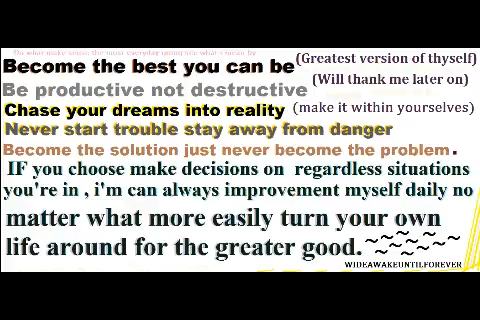 Become the best you can be (Greatest version of thyself)
Be productive not destructive (Will thank me later on)
Chase your dreams into reality (make it within yourselves)
Never start trouble stay away from danger
Become the solution just never become the problem.
IF you choose make decisions on regardless situations
you're in , i'm can always improvement myself daily no
matter what more easily turn your own
life around for the greater good.
WIDEAWAKEUNTILFOREVER